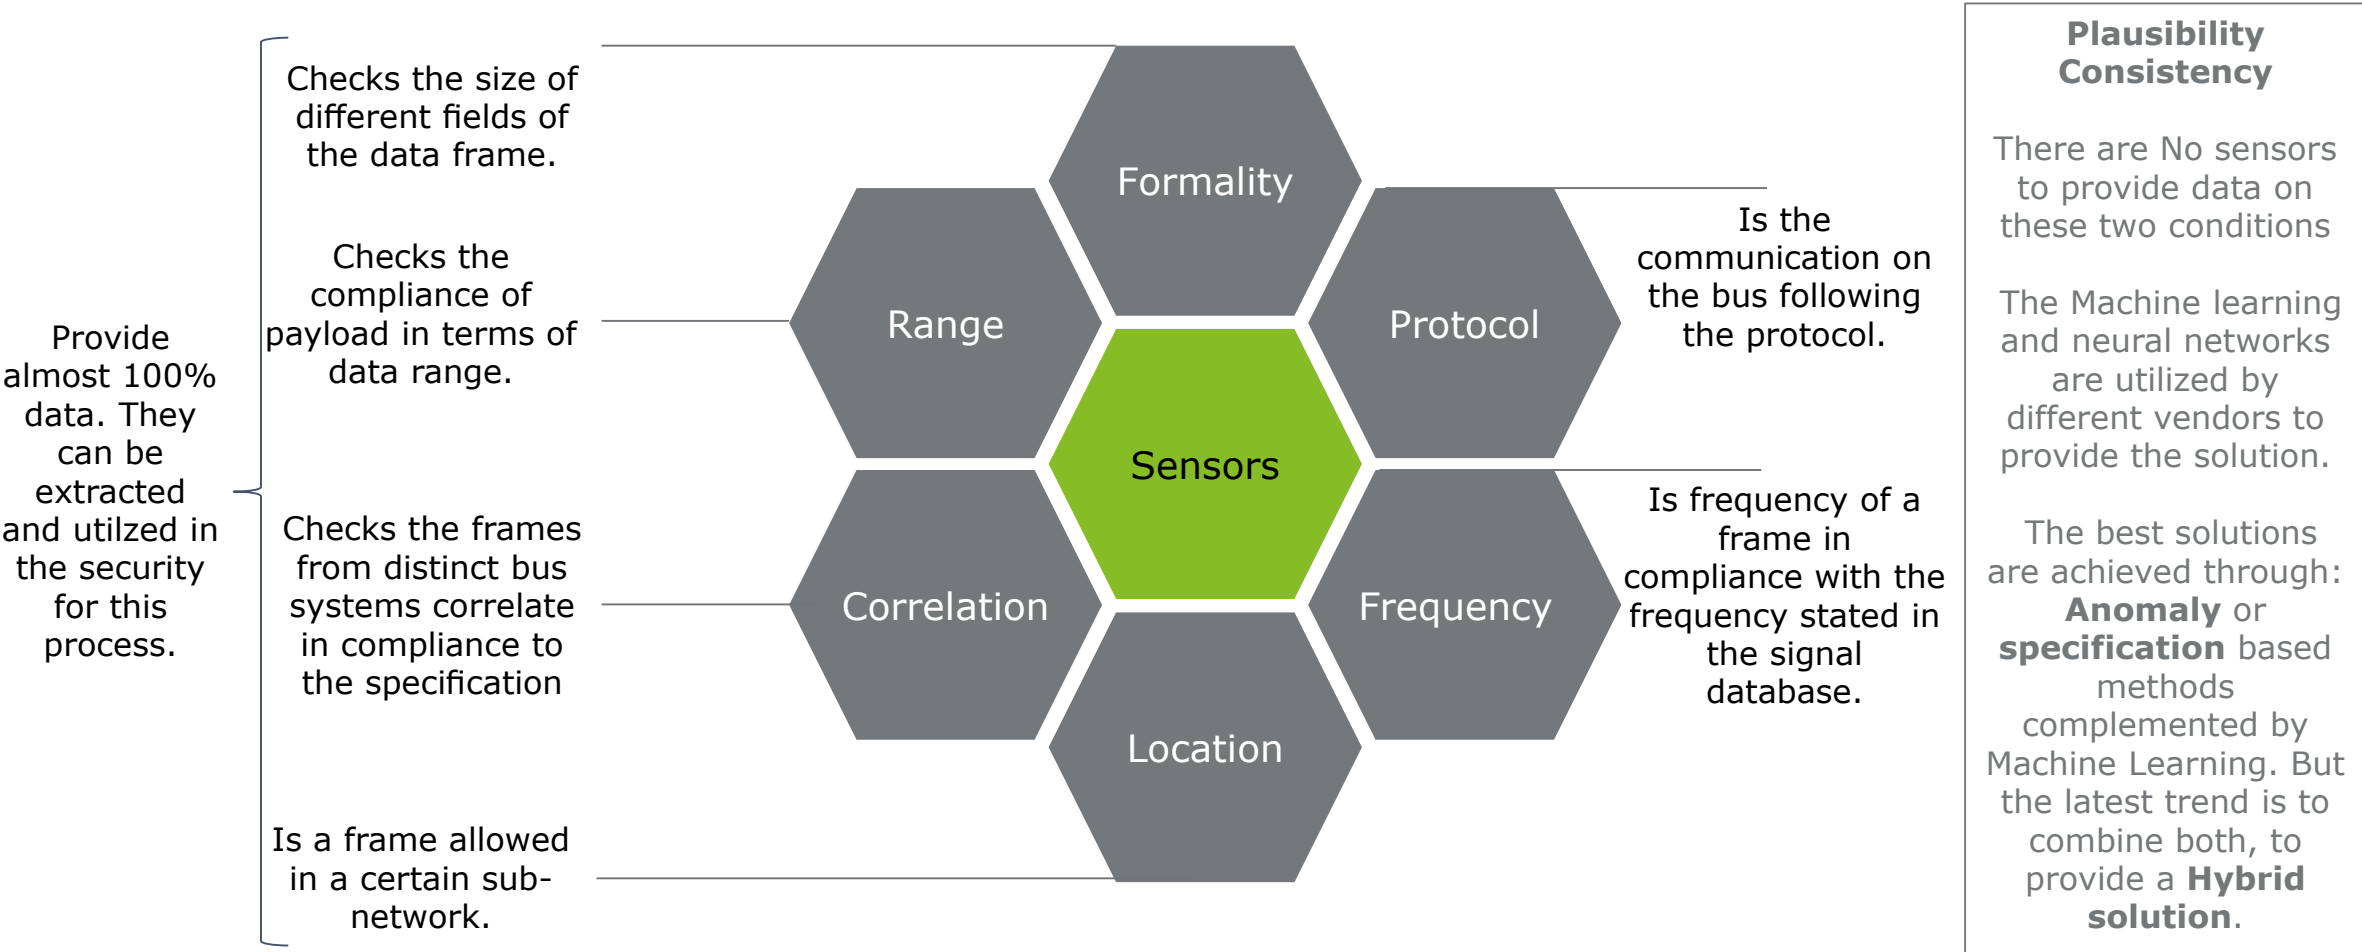 Provide
almost 100%
data. They
can be
extracted
and utilzed in
the security
for this
process.
Checks the size of
different fields of
the data frame.
Checks the
compliance of
payload in terms of
data range.
Checks the frames
from distinct bus
systems correlate
in compliance to
the specification
Is a frame allowed
in a certain sub-
network.
Formality
Range
Protocol
Sensors
Correlation
Frequency
Location
Is the
communication on
the bus following
the protocol.
Is frequency of a
frame in
compliance with the
frequency stated in
the signal
database.
Plausibility
Consistency
There are No sensors
to provide data on
these two conditions
The Machine learning
and neural networks
are utilized by
different vendors to
provide the solution.
The best solutions
are achieved through:
Anomaly or
specification based
methods
complemented by
Machine Learning. But
the latest trend is to
combine both, to
provide a Hybrid
solution.